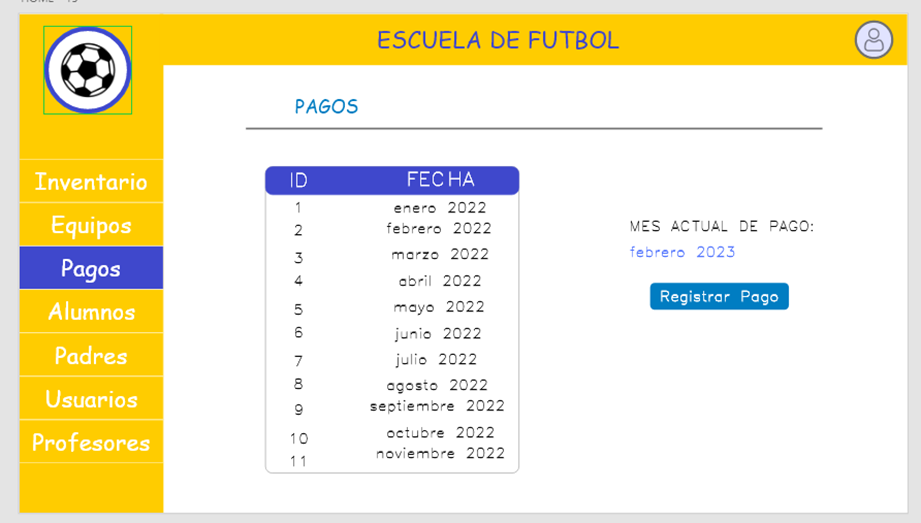 ESCUELA DE FUTBOL
Inventario
Equipos
Pagos
Alumnos
Padres
Usuarios
Profesores
PAGOS
ID FECHA
1 enero 2022
2 febrero 2022
3 marzo 2022
4 abril 2022
5 mayo 2022
6 junio 2022
7 julio 2022
8 agosto 2022
9 septiembre 2022
10 octubre 2022
11 noviembre 2022
MES ACTUAL DE PAGO:
febrero 2023
Registrar Pago